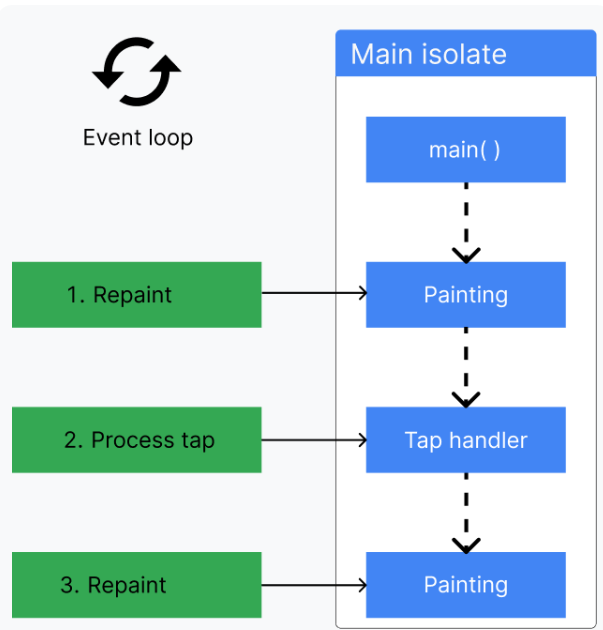 Main isolate
Event loop
main( )
1. Repaint
Painting
2. Process tap
Tap handler
3. Repaint
Painting